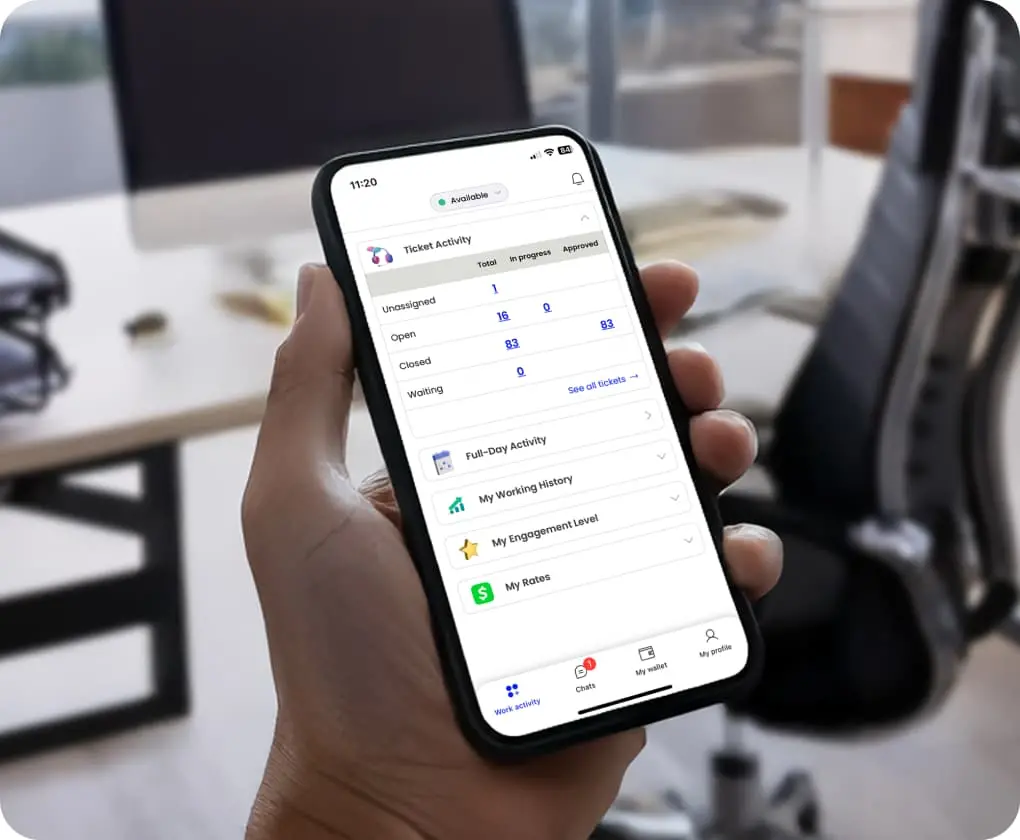 11:20
84
Available
Ticket Activity
Total In progress Approved
Unassigned 1
Open 16 0
Closed 83 83
Waiting 0
See all tickets →
Full-Day Activity
My Working History
My Engagement Level
$ My Rates
Work activity
Chats 1
My wallet
My profile